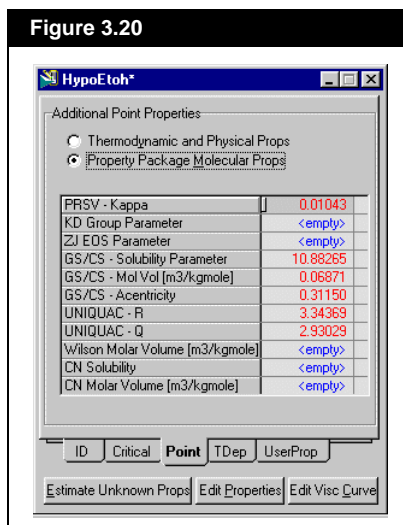 Figure 3.20
HypoEtoh*
Additional Point Properties
Thermodynamic and Physical Props
Property Package Molecular Props
PRSV - Kappa 0.01043
KD Group Parameter <empty>
ZJ EOS Parameter <empty>
GS/CS - Solubility Parameter 10.88265
GS/CS - Mol Vol [m3/kgmole] 0.06871
GS/CS - Acentricity 0.31150
UNIQUAC - R 3.34369
UNIQUAC - Q 2.93029
Wilson Molar Volume [m3/kgmole] <empty>
CN Solubility <empty>
CN Molar Volume [m3/kgmole] <empty>
ID Critical Point TDep UserProp
Estimate Unknown Props Edit Properties Edit Visc Curve